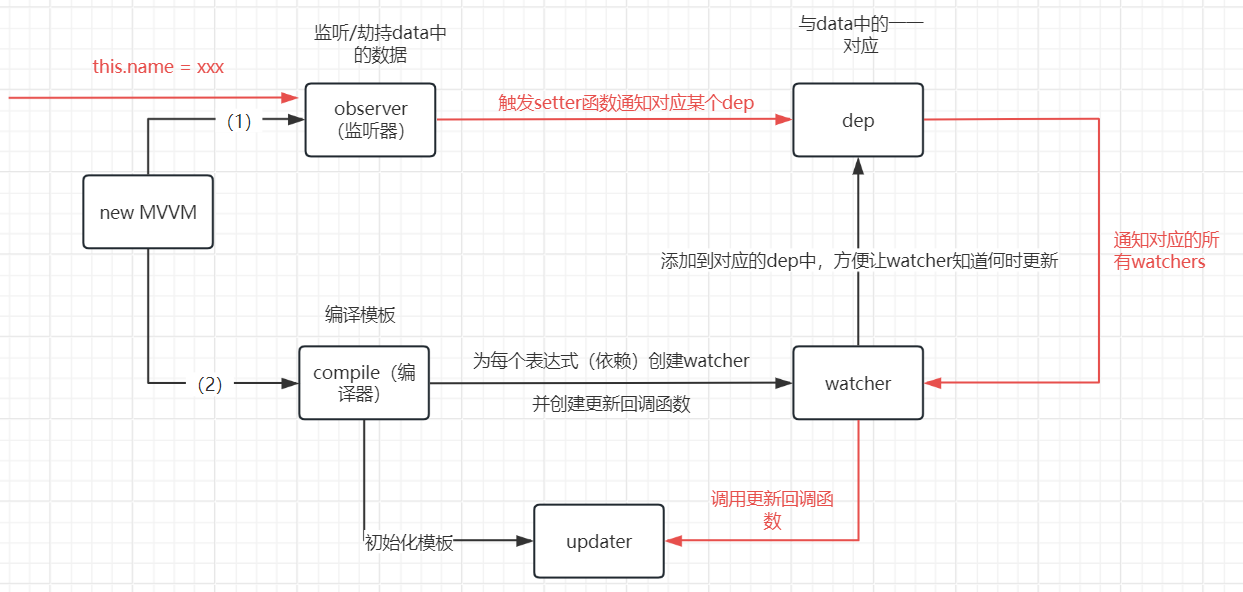 监听/劫持data中
的数据
与data中的一一
对应
this.name = xxx
observer
（监听器）
触发setter函数通知对应某个dep
dep
（1）
new MVVM
通知对应的所
有watchers
添加到对应的dep中，方便让watcher知道何时更新
编译模板
compile（编
译器）
为每个表达式（依赖）创建watcher
并创建更新回调函数
watcher
（2）
调用更新回调函
数
初始化模板
updater